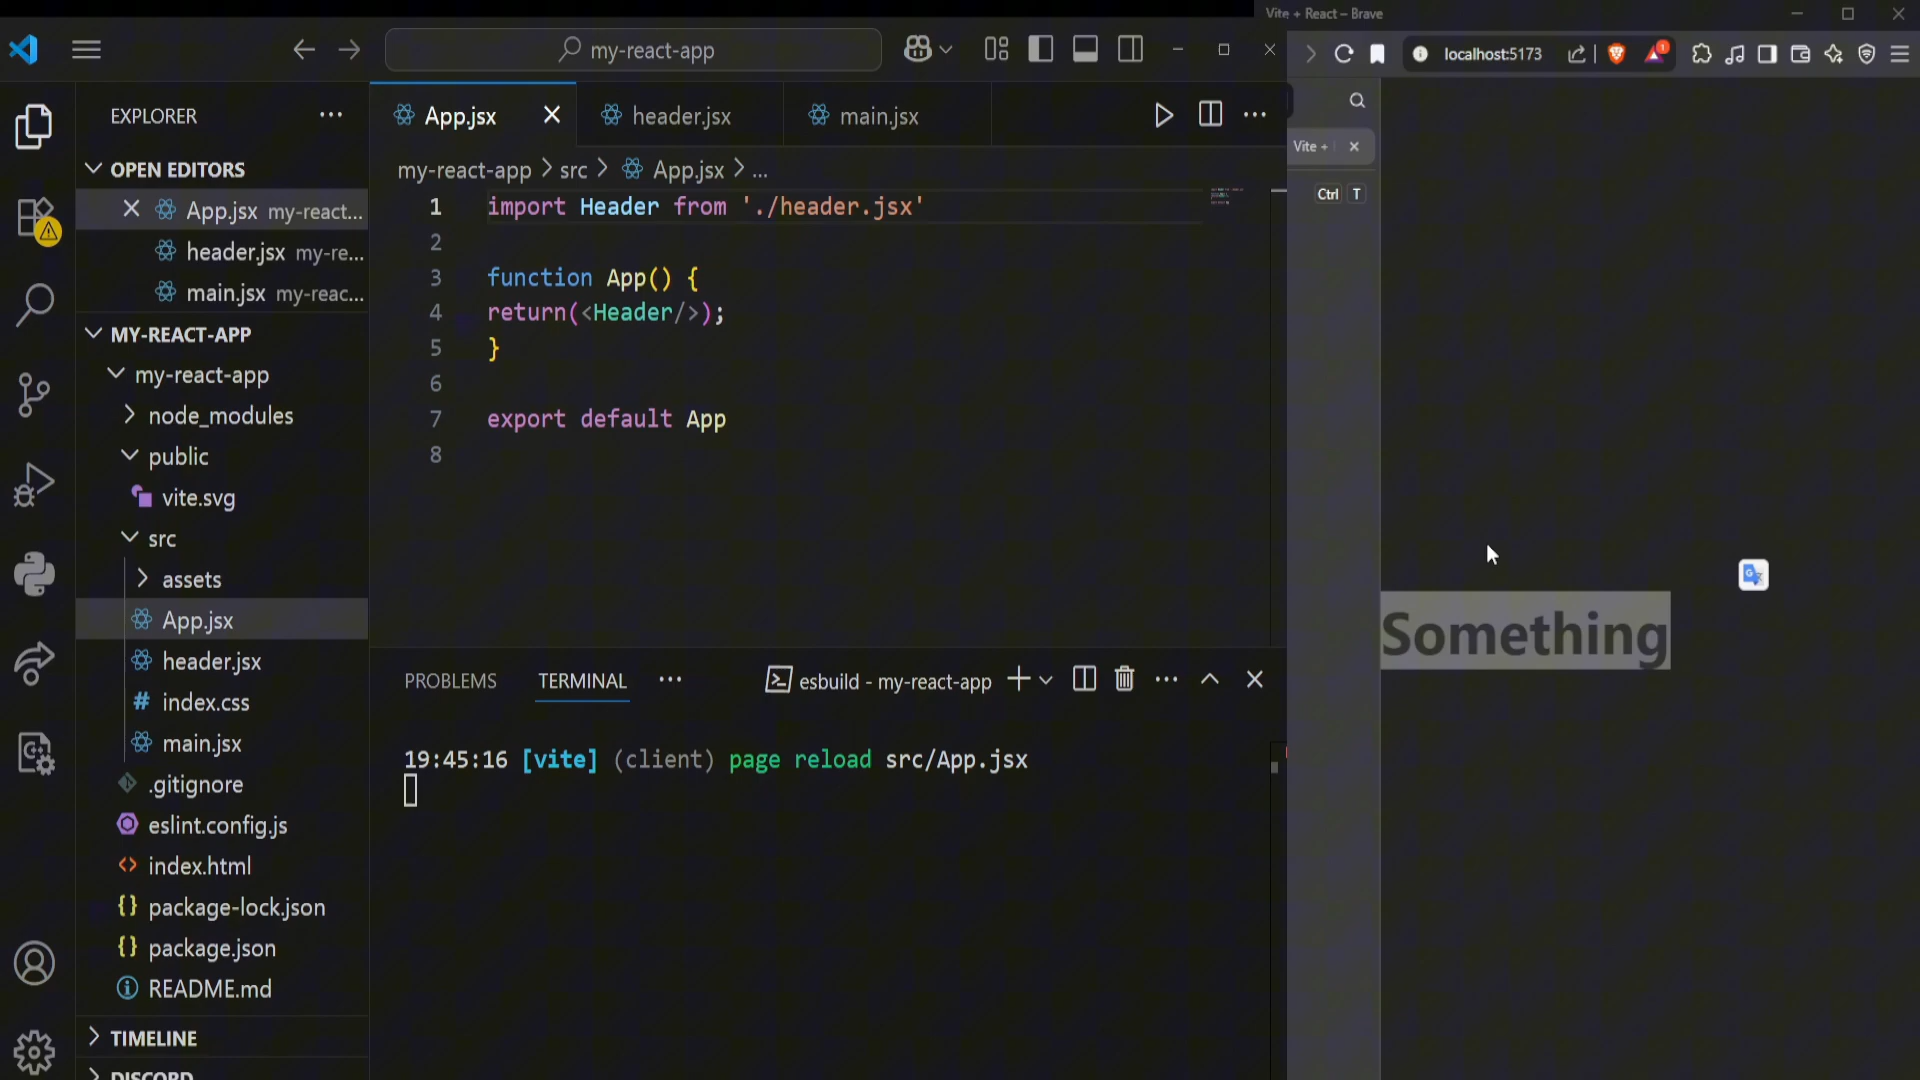 Vite + React – Brave
my-react-app
localhost:5173
1
EXPLORER
App.jsx
header.jsx
main.jsx
Vite +
OPEN EDITORS
my-react-app > src > App.jsx > ...
Ctrl T
App.jsx my-react...
header.jsx my-re...
main.jsx my-reac...
1 import Header from './header.jsx'
2
3 function App() {
4 return(<Header/>);
5 }
6
7 export default App
8
MY-REACT-APP
my-react-app
node_modules
public
vite.svg
src
assets
App.jsx
header.jsx
index.css
main.jsx
.gitignore
eslint.config.js
index.html
package-lock.json
package.json
README.md
TIMELINE
DISCORD
PROBLEMS
TERMINAL
esbuild - my-react-app
19:45:16 [vite] (client) page reload src/App.jsx
Something